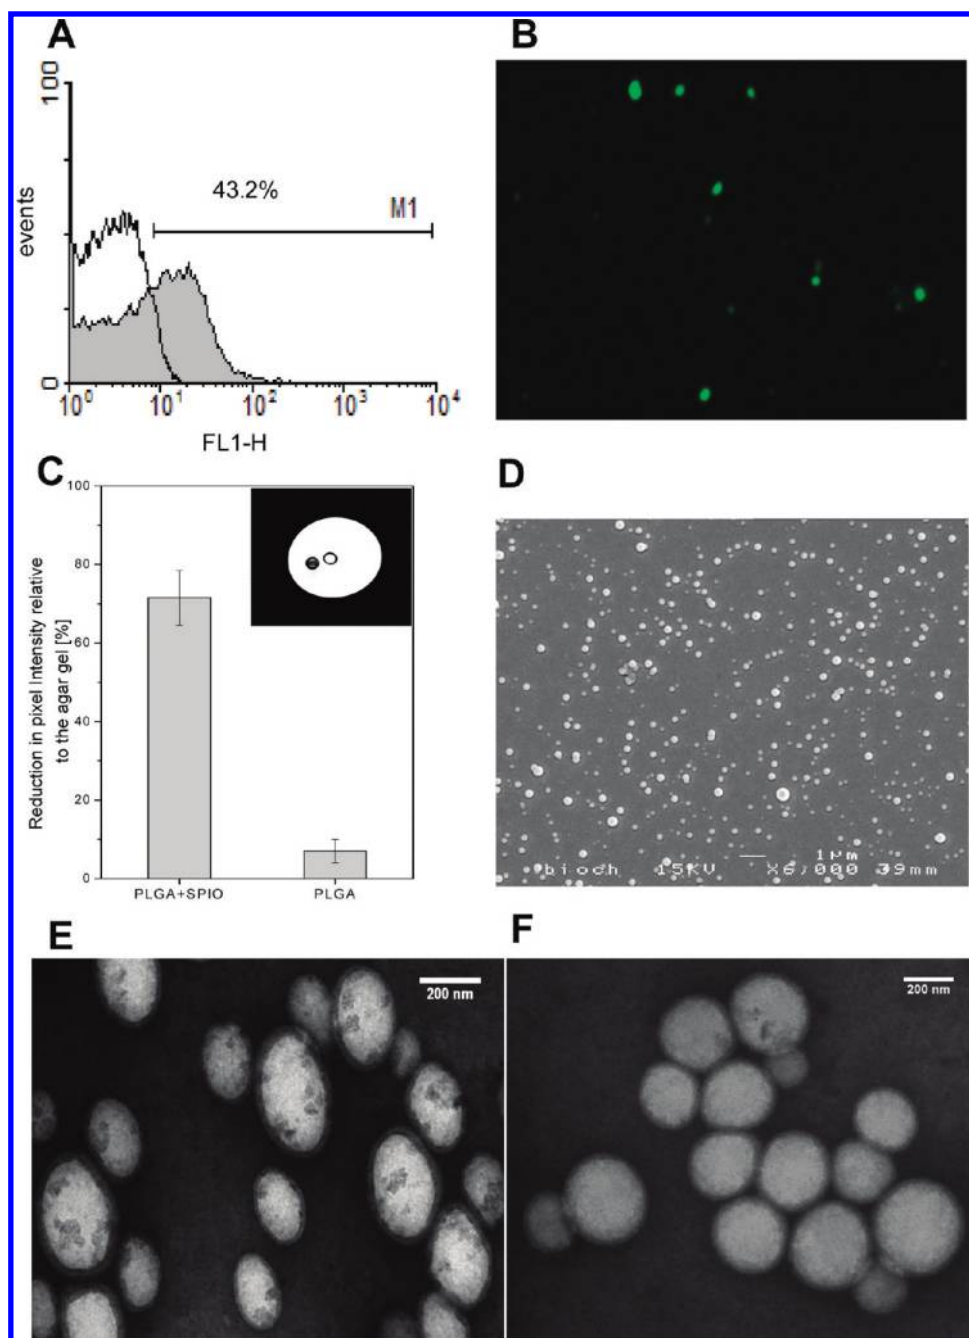 A
100
events
0
43.2%
M1
10^0 10^1 10^2 10^3 10^4
FL1-H
B
C
Reduction in pixel Intensity relative
to the agar gel [%]
100
80
60
40
20
0
PLGA+SPIO PLGA
D
1µm
bioch 15KV X6,000 39mm
E
200 nm
F
200 nm